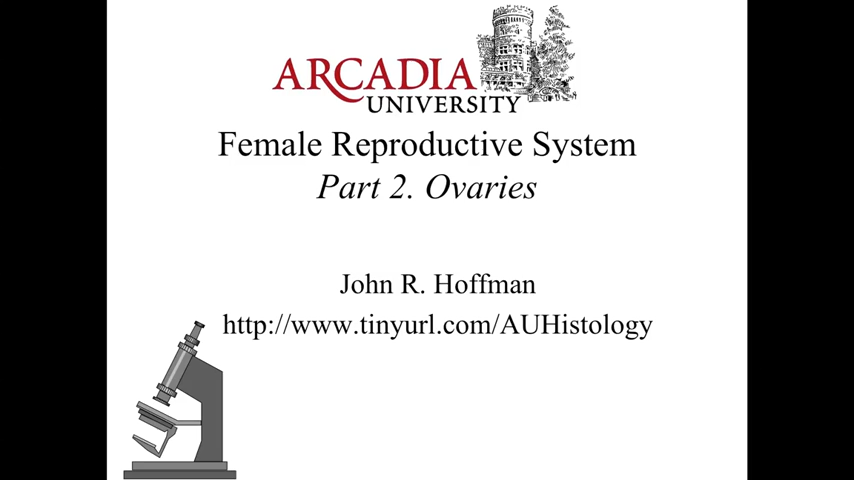 ARCADIA
UNIVERSITY
Female Reproductive System
Part 2. Ovaries
John R. Hoffman
http://www.tinyurl.com/AUHistology